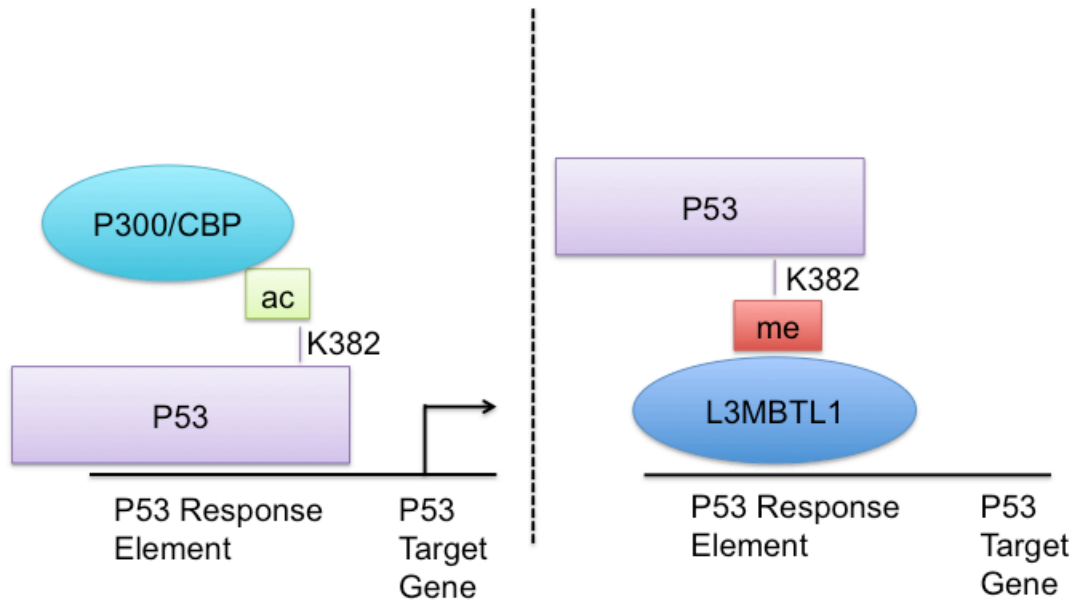 P300/CBP
ac
K382
P53
P53 Response
Element
P53
Target
Gene
P53
K382
me
L3MBTL1
P53 Response
Element
P53
Target
Gene